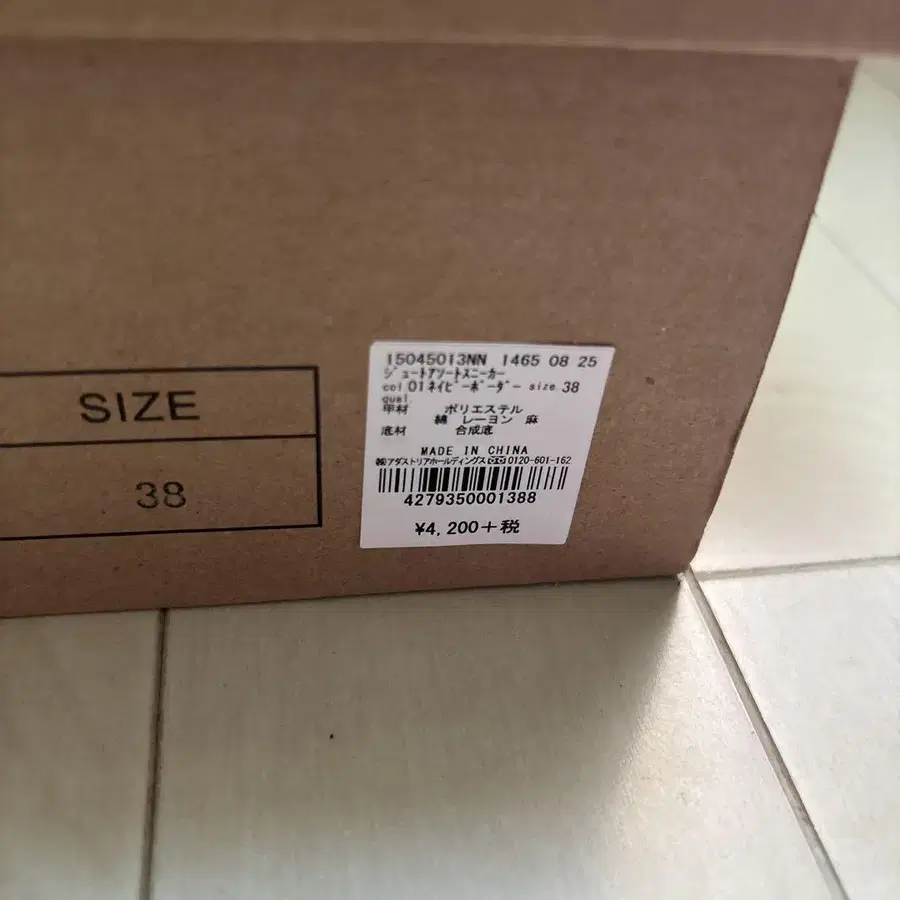 SIZE
38
15045013NN 1465 08 25
ジュートアソートスニーカー
col 01ネイビーボーダー size 38
qual.
甲材 ポリエステル
綿 レーヨン 麻
底材 合成底
MADE IN CHINA
㈱アダストリアホールディングス 0120-601-162
4279350001388
¥4,200+税